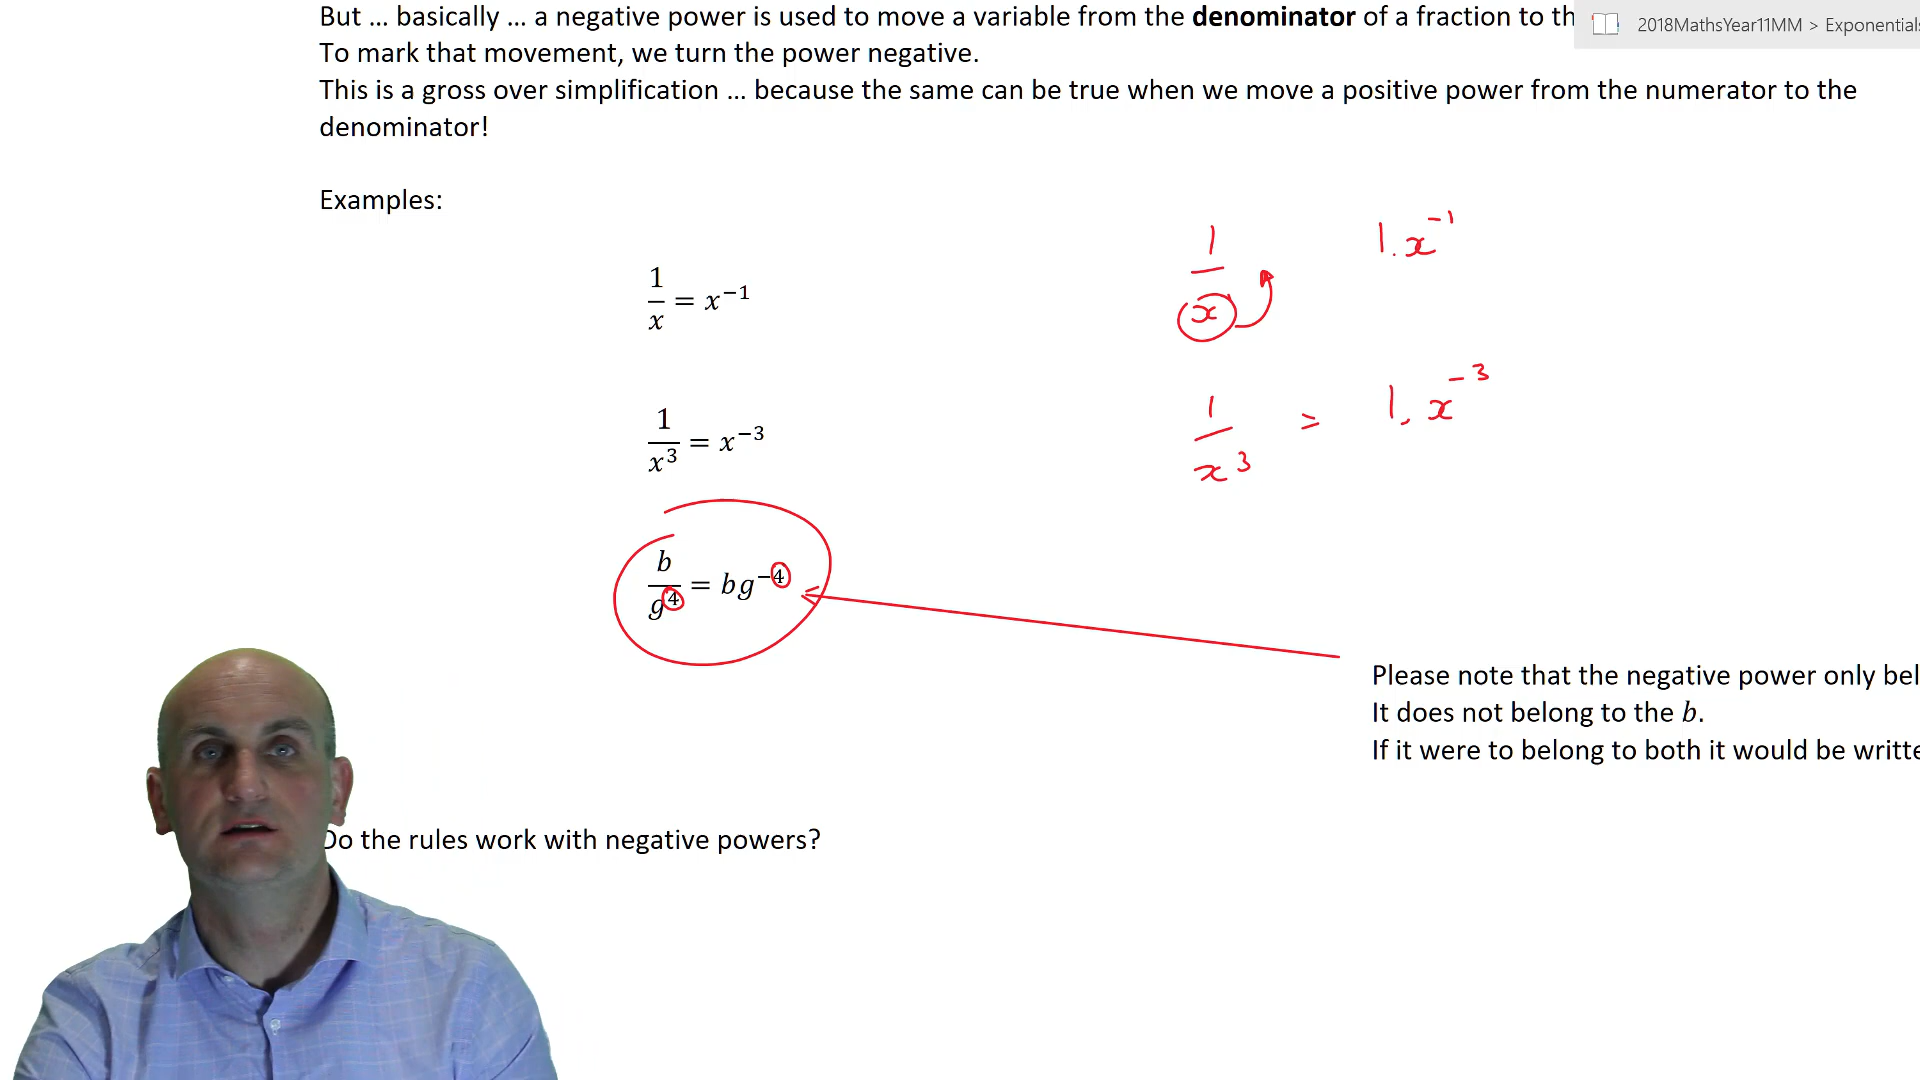 But ... basically ... a negative power is used to move a variable from the denominator of a fraction to th
2018MathsYear11MM > Exponentials
To mark that movement, we turn the power negative.
This is a gross over simplification ... because the same can be true when we move a positive power from the numerator to the
denominator!
Examples:
1/x = x⁻¹
1/x 1.x⁻¹
1/x³ = x⁻³
1/x³ = 1.x⁻³
b/g⁴ = bg⁻⁴
Please note that the negative power only bel
It does not belong to the b.
If it were to belong to both it would be writte
Do the rules work with negative powers?